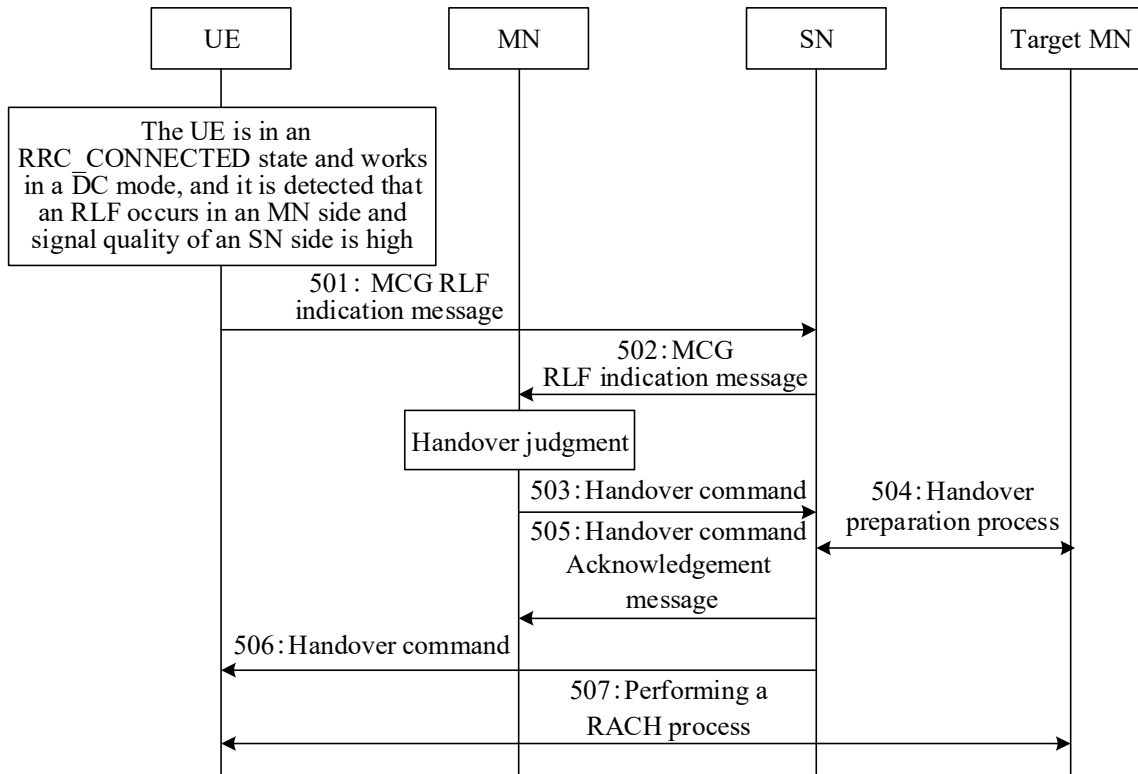 UE
MN
SN
Target MN
The UE is in an
RRC_CONNECTED state and works
in a DC mode, and it is detected that
an RLF occurs in an MN side and
signal quality of an SN side is high
501: MCG RLF
indication message
502:MCG
RLF indication message
Handover judgment
503:Handover command
504:Handover
preparation process
505:Handover command
Acknowledgement
message
506:Handover command
507:Performing a
RACH process